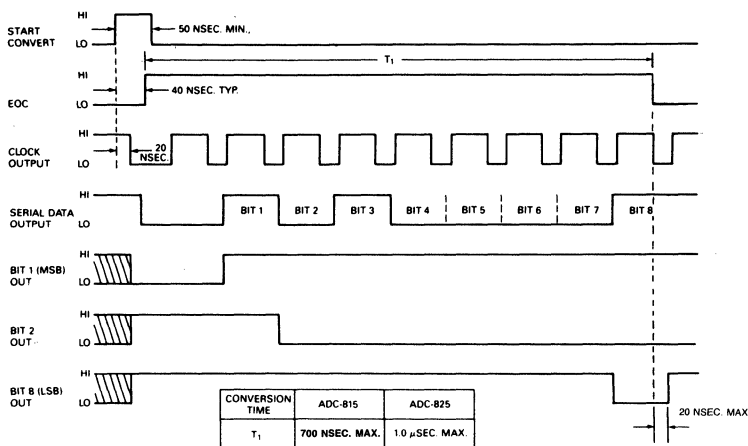 HI
START CONVERT
LO
50 NSEC. MIN.,
T1
HI
EOC
LO
40 NSEC. TYP.
HI
CLOCK OUTPUT
LO
20 NSEC.
HI
SERIAL DATA OUTPUT
LO
BIT 1 BIT 2 BIT 3 BIT 4 BIT 5 BIT 6 BIT 7 BIT 8
HI
BIT 1 (MSB) OUT
LO
HI
BIT 2 OUT
LO
HI
BIT 8 (LSB) OUT
LO
20 NSEC. MAX
CONVERSION TIME ADC-815 ADC-825
T1 700 NSEC. MAX. 1.0 μSEC. MAX.